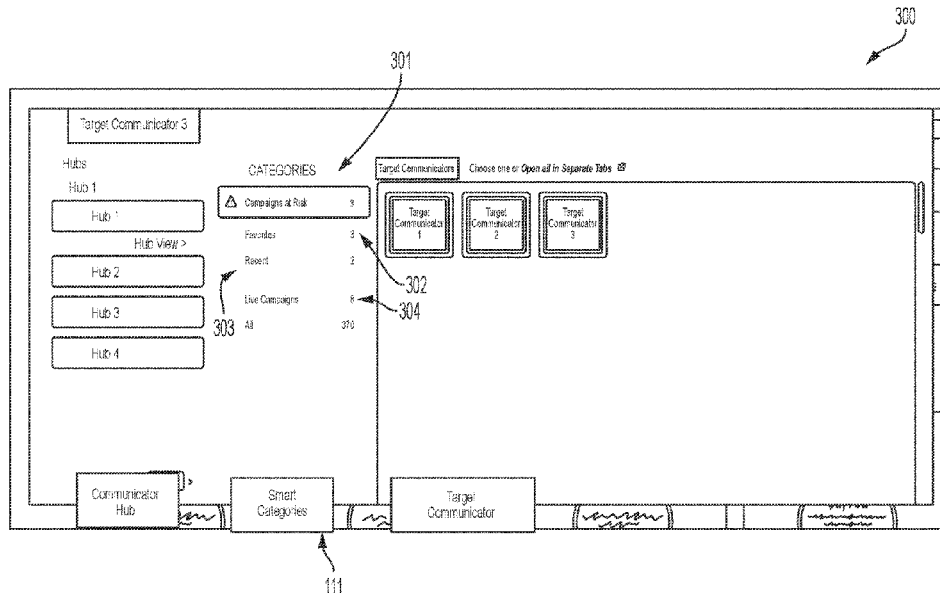 300
301
Target Communicator 3
Hubs
Hub 1
Hub 1
Hub View >
Hub 2
Hub 3
Hub 4
CATEGORIES
Campaigns at Risk
Favorites 3
Recent 2
Live Campaigns 8
All 370
302
303
304
Target Communicators Choose one or Open all in Separate Tabs
Target
Communicator
1
Target
Communicator
2
Target
Communicator
3
>
Communicator
Hub
Smart
Categories
Target
Communicator
111